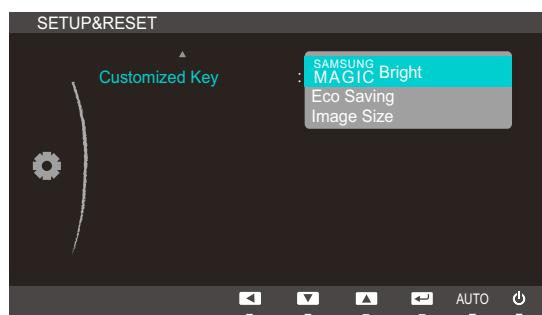 SETUP&RESET
Customized Key : SAMSUNG MAGIC Bright
Eco Saving
Image Size
AUTO